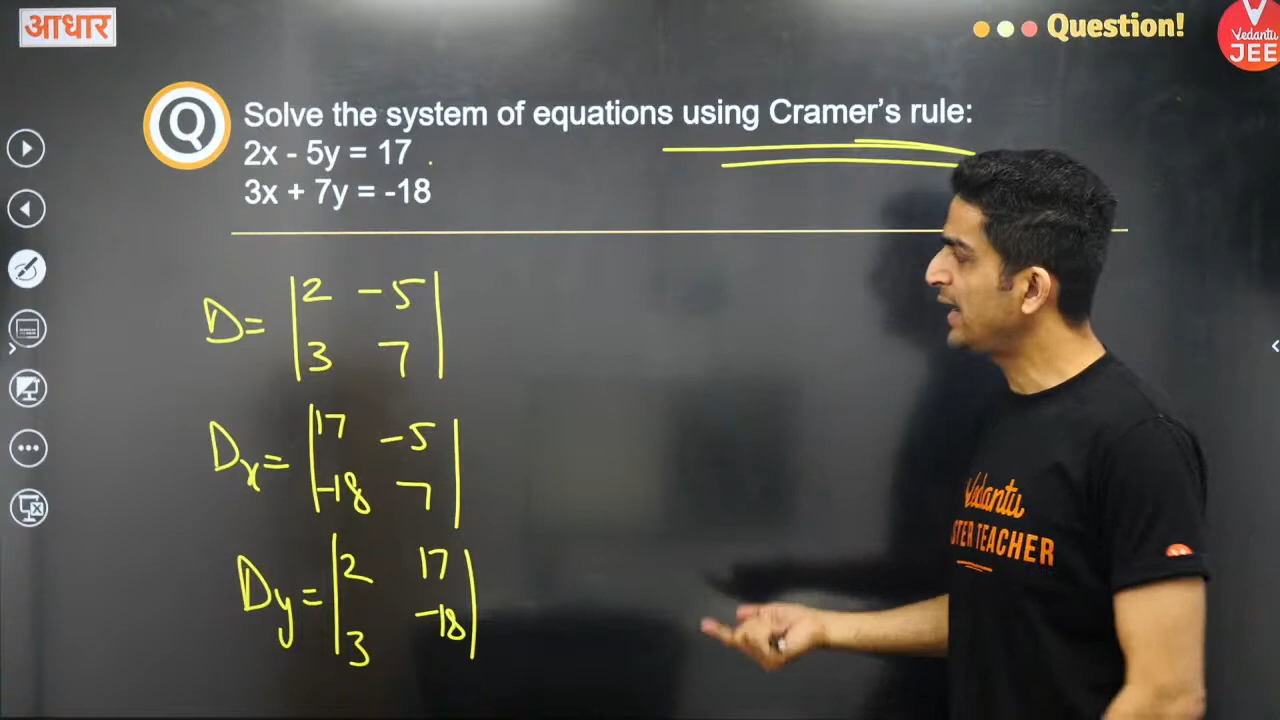 आधार
Question!
Vedantu
JEE
Q
Solve the system of equations using Cramer's rule:
2x - 5y = 17
3x + 7y = -18
D = | 2 -5 |
| 3 7 |
Dx = | 17 -5 |
| -18 7 |
Dy = | 2 17 |
| 3 -18 |
Vedantu
STER TEACHER